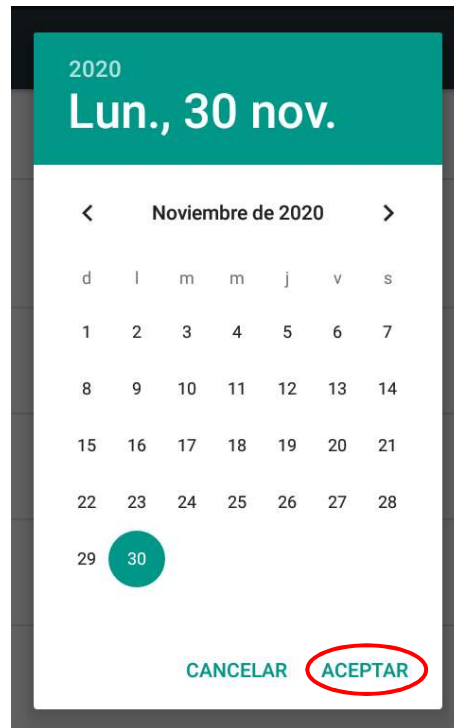 2020
Lun., 30 nov.
Noviembre de 2020
d l m m j v s
1 2 3 4 5 6 7
8 9 10 11 12 13 14
15 16 17 18 19 20 21
22 23 24 25 26 27 28
29 30
CANCELAR ACEPTAR